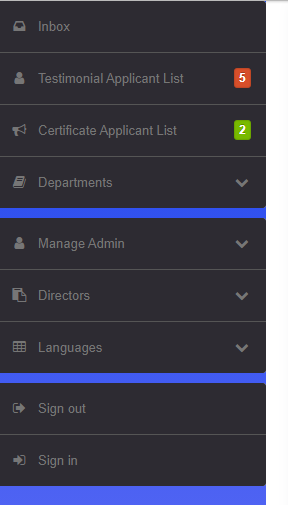 Inbox
Testimonial Applicant List 5
Certificate Applicant List 2
Departments
Manage Admin
Directors
Languages
Sign out
Sign in